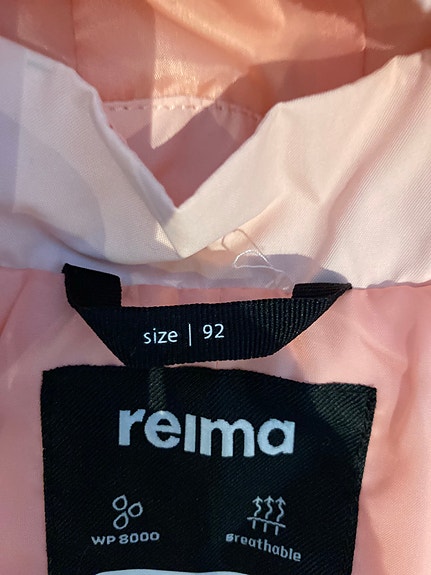 size | 92
reima
WP 8000
Breathable